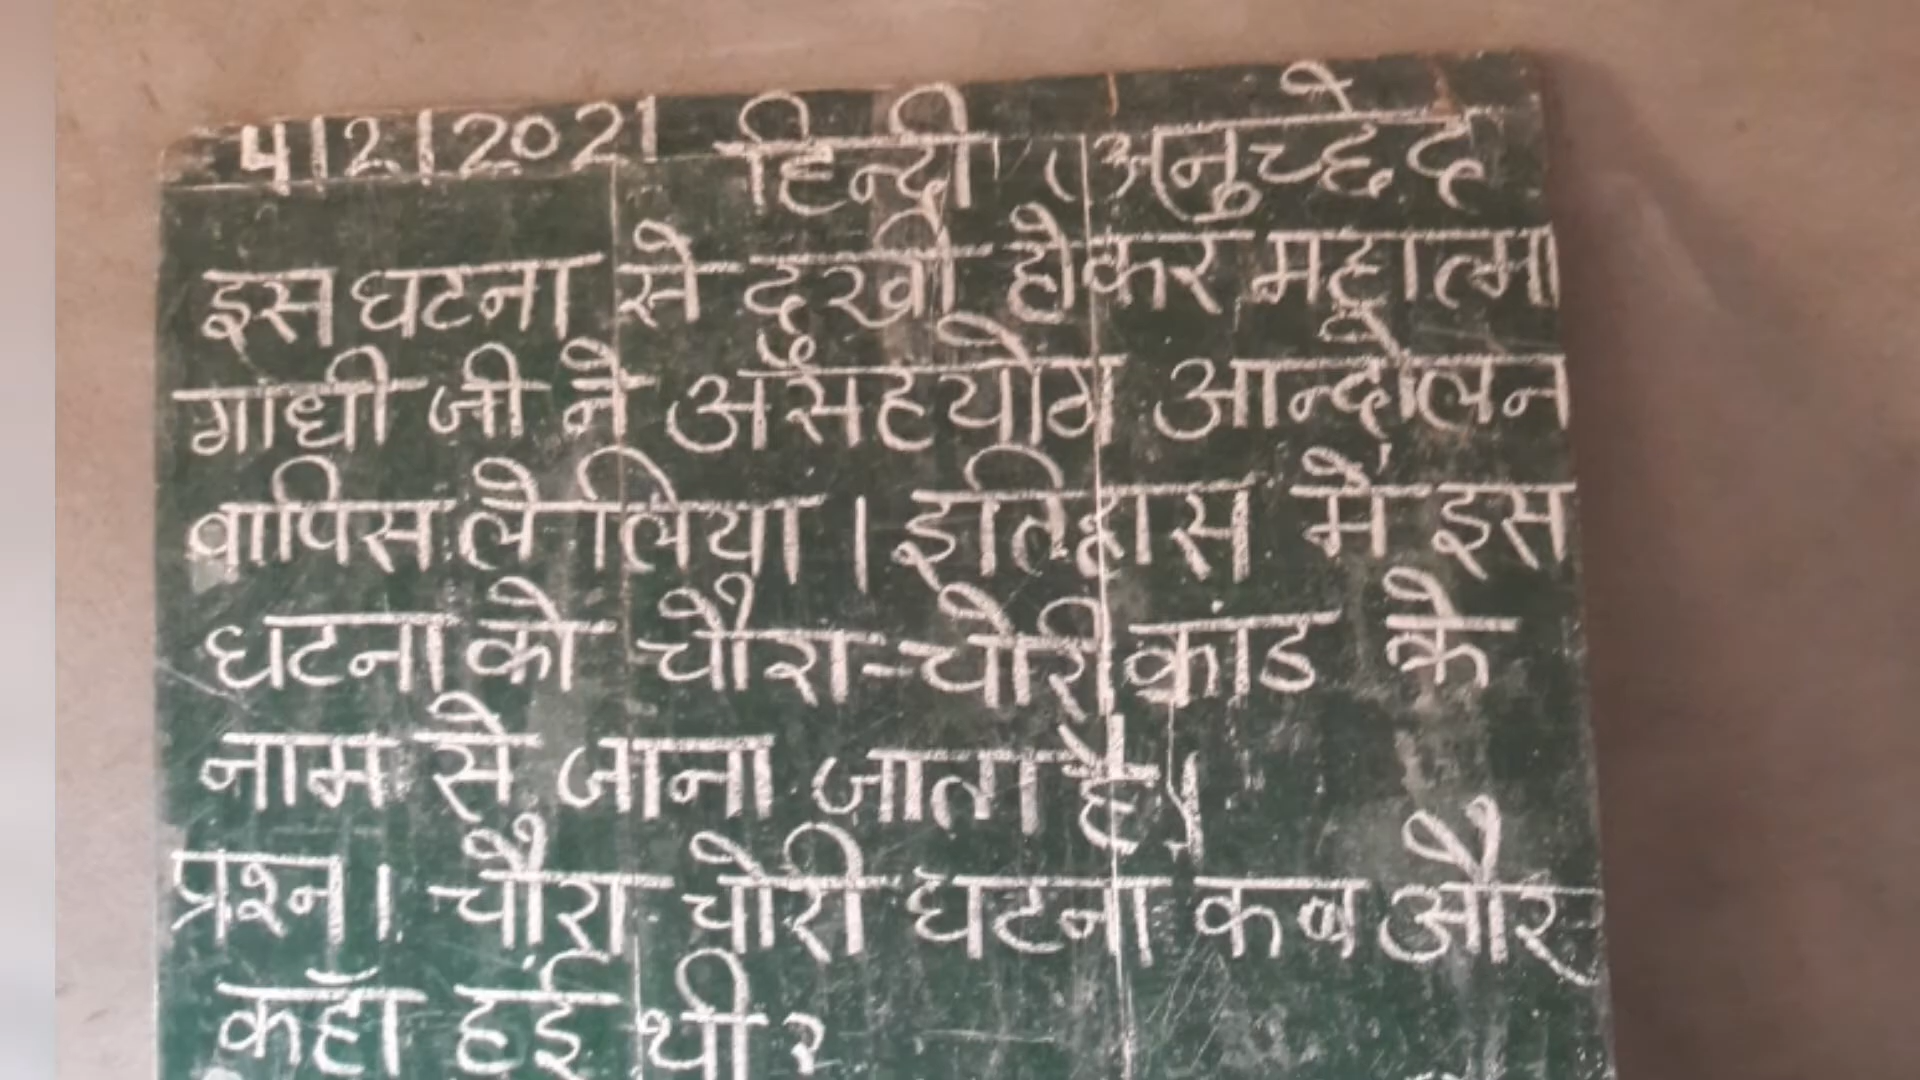 4|2|2021 हिन्दी (अनुच्छेद
इस घटना से दुखी होकर महात्मा
गांधी जी ने असहयोग आन्दोलन
वापिस ले लिया । इतिहास में इस
घटना को चौरा-चोरी कांड के
नाम से जाना जाता है।
प्रश्न। चौरा चोरी घटना कब और
कहाँ हुई थी ?